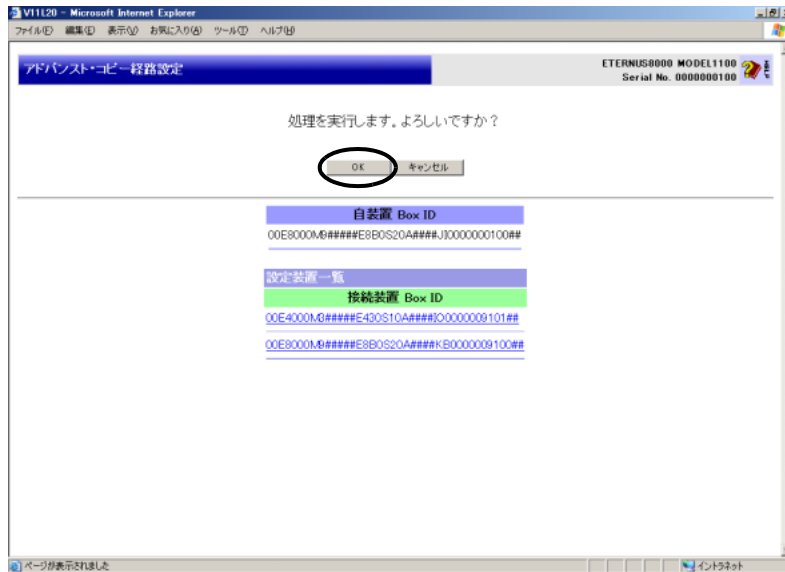 V11L20 - Microsoft Internet Explorer
ファイル(F) 編集(E) 表示(V) お気に入り(A) ツール(T) ヘルプ(H)
アドバンスト・コピー経路設定
ETERNUS8000 MODEL1100
Serial No. 0000000100
HELP
処理を実行します。よろしいですか?
OK キャンセル
自装置 Box ID
00E8000M9#####E8B0S20A####JI0000000100##
設定装置一覧
接続装置 Box ID
00E4000M3#####E430S10A####IO0000009101##
00E8000M9#####E8B0S20A####KB0000009100##
ページが表示されました
イントラネット